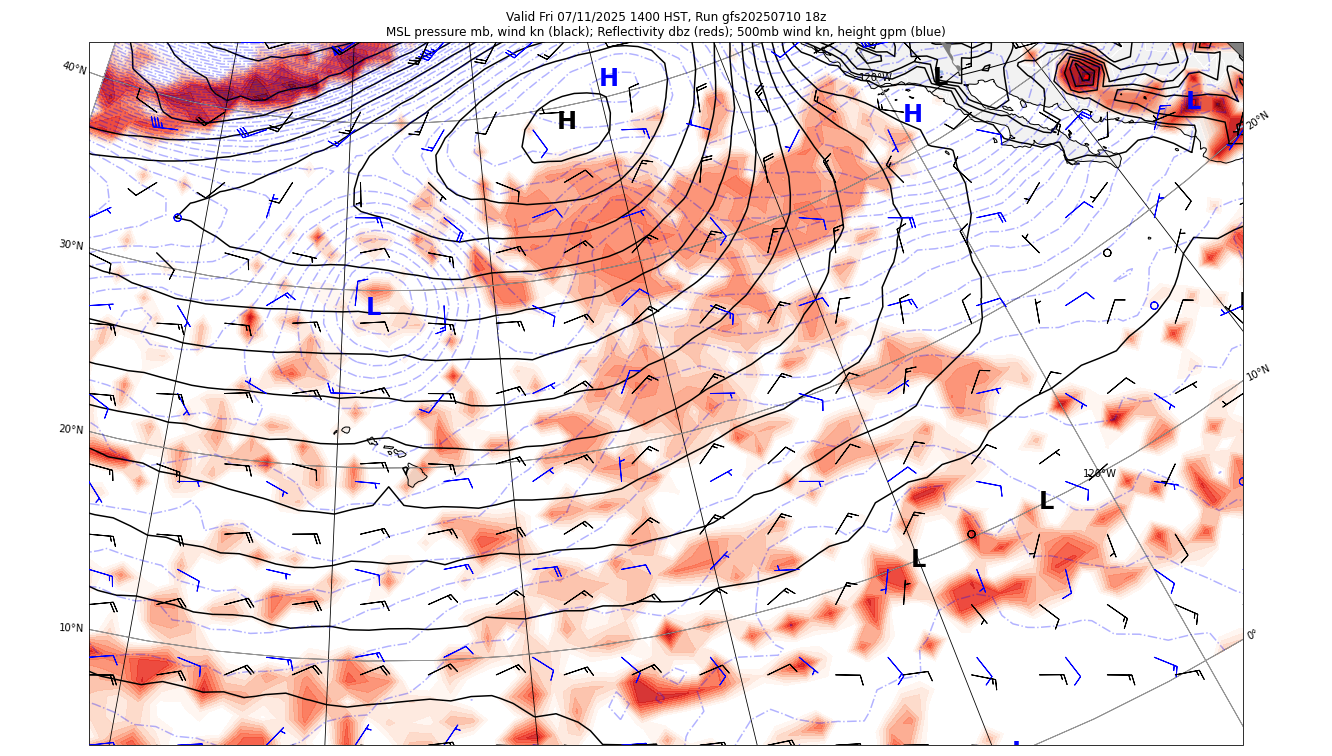 Valid Fri 07/11/2025 1400 HST, Run gfs20250710 18z
MSL pressure mb, wind kn (black); Reflectivity dbz (reds); 500mb wind kn, height gpm (blue)
40°N
H
128°W
L
H
L
H
20°N
30°N
L
10°N
20°N
120°W
L
L
10°N
0°
L